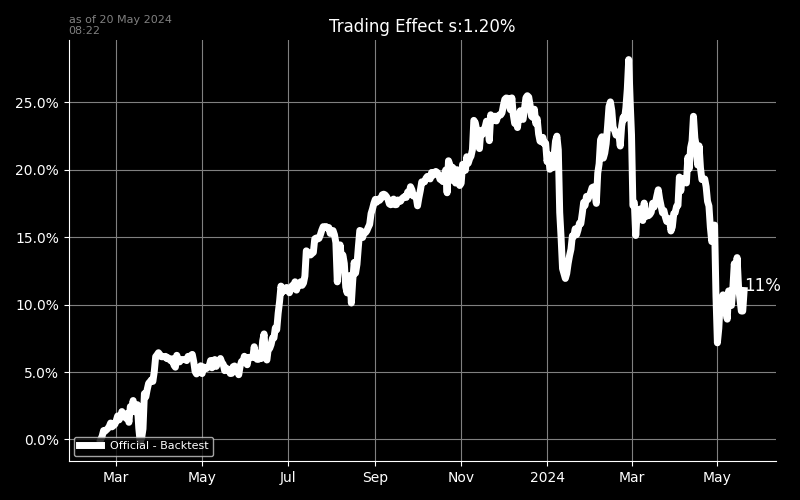 as of 20 May 2024
08:22
Trading Effect s:1.20%
25.0%
20.0%
15.0%
10.0%
5.0%
0.0%
11%
Official - Backtest
Mar May Jul Sep Nov 2024 Mar May